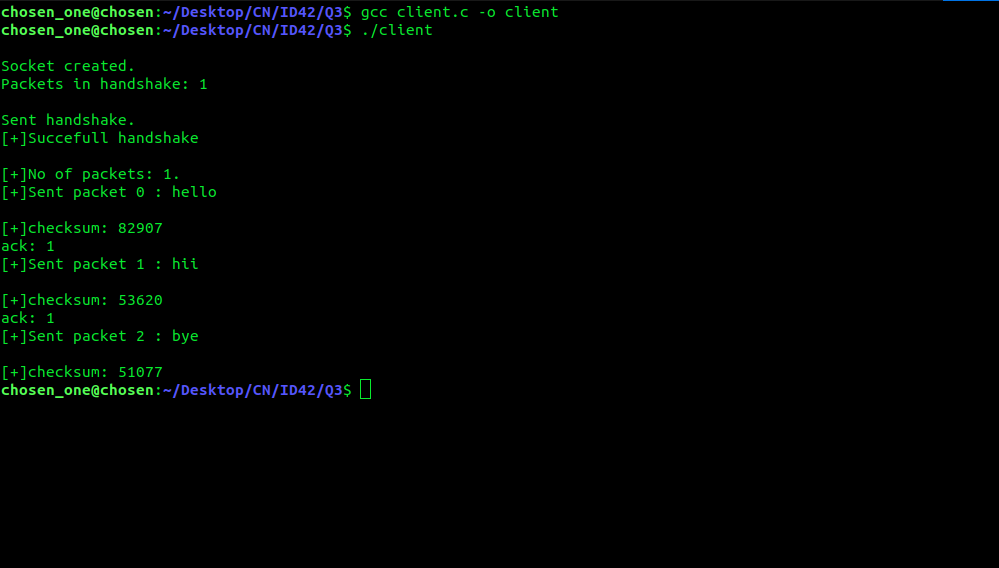 chosen_one@chosen:~/Desktop/CN/ID42/Q3$ gcc client.c -o client
chosen_one@chosen:~/Desktop/CN/ID42/Q3$ ./client
Socket created.
Packets in handshake: 1
Sent handshake.
[+]Succefull handshake
[+]No of packets: 1.
[+]Sent packet 0 : hello
[+]checksum: 82907
ack: 1
[+]Sent packet 1 : hii
[+]checksum: 53620
ack: 1
[+]Sent packet 2 : bye
[+]checksum: 51077
chosen_one@chosen:~/Desktop/CN/ID42/Q3$